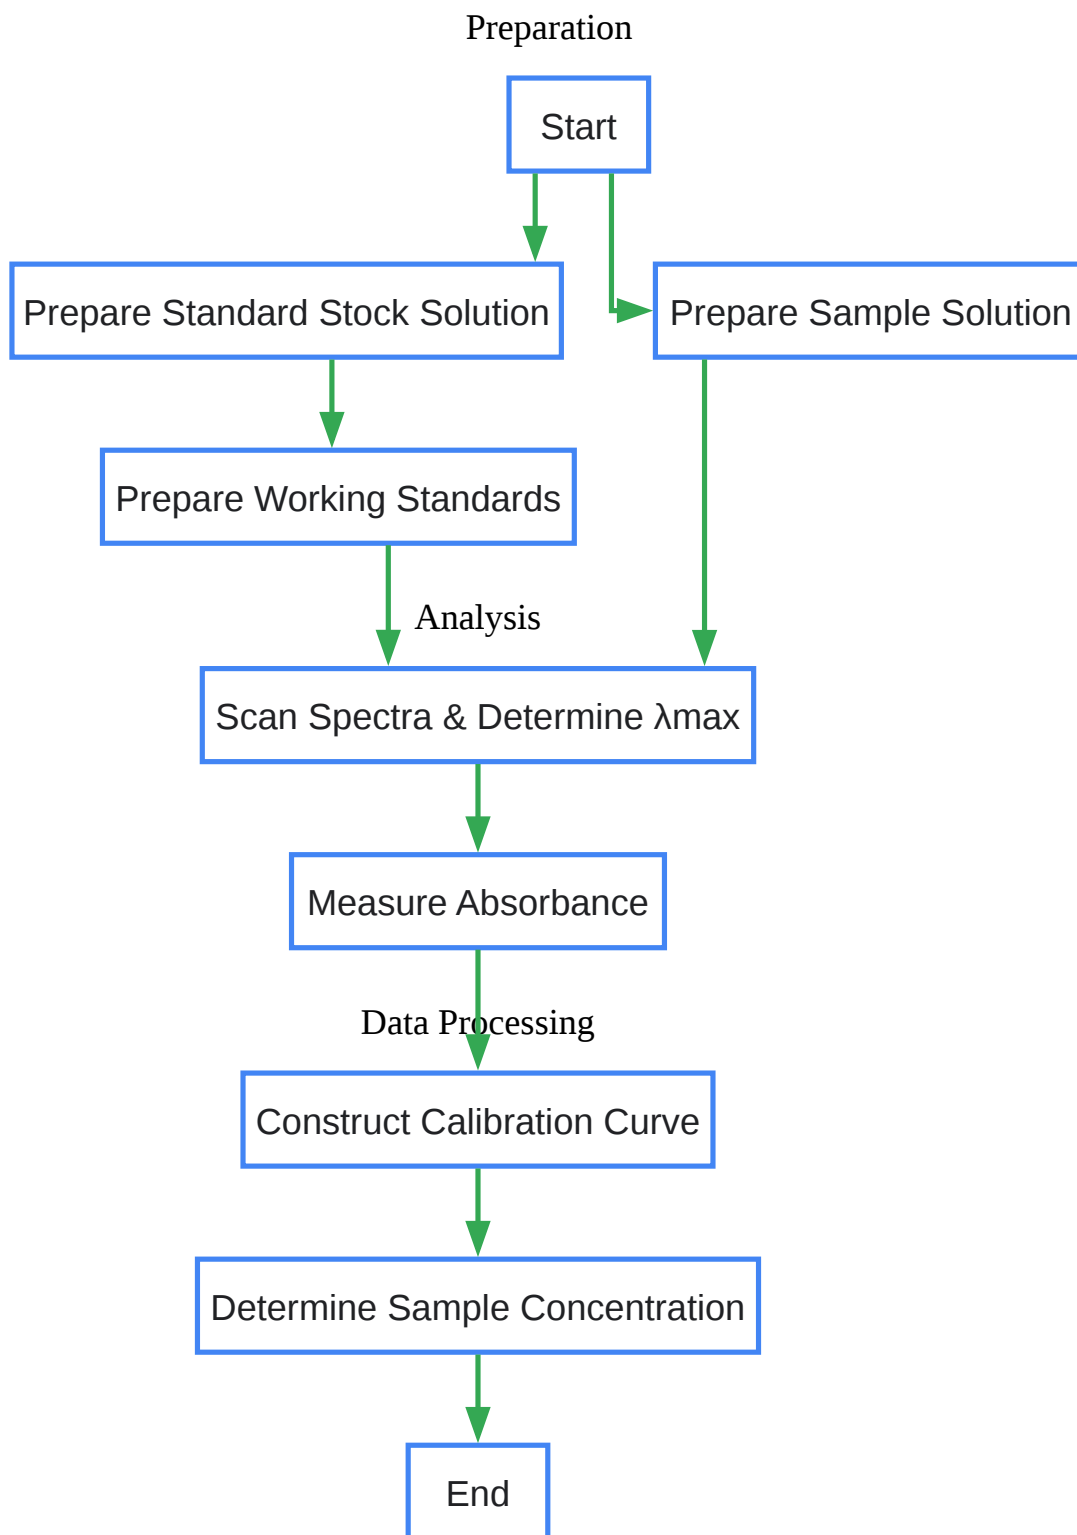 Preparation
Start
Prepare Standard Stock Solution
Prepare Sample Solution
Prepare Working Standards
Analysis
Scan Spectra & Determine λmax
Measure Absorbance
Data Processing
Construct Calibration Curve
Determine Sample Concentration
End